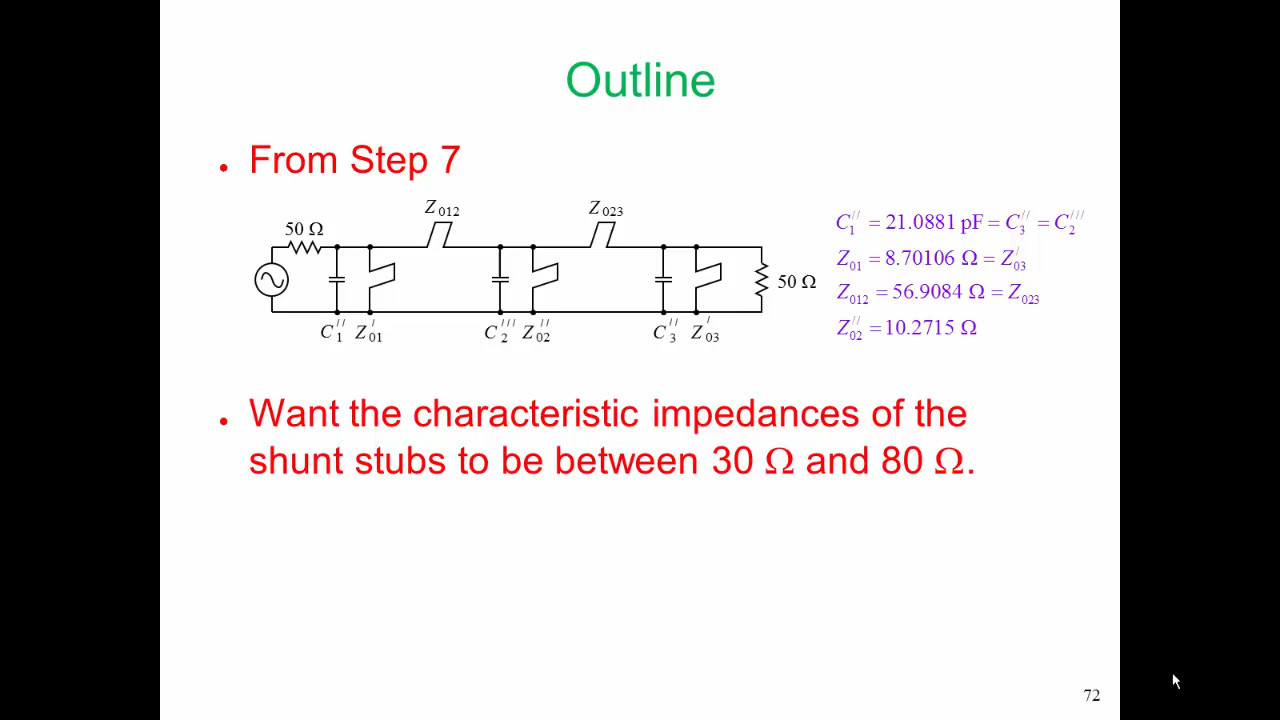 Outline
• From Step 7
Z012 Z023
50 Ω
50 Ω
C1′′ Z01′ C2′′′ Z02′′ C3′′ Z03′
C1′′ = 21.0881 pF = C3′′ = C2′′′
Z01 = 8.70106 Ω = Z03′
Z012 = 56.9084 Ω = Z023
Z02′′ = 10.2715 Ω
• Want the characteristic impedances of the
shunt stubs to be between 30 Ω and 80 Ω.
72